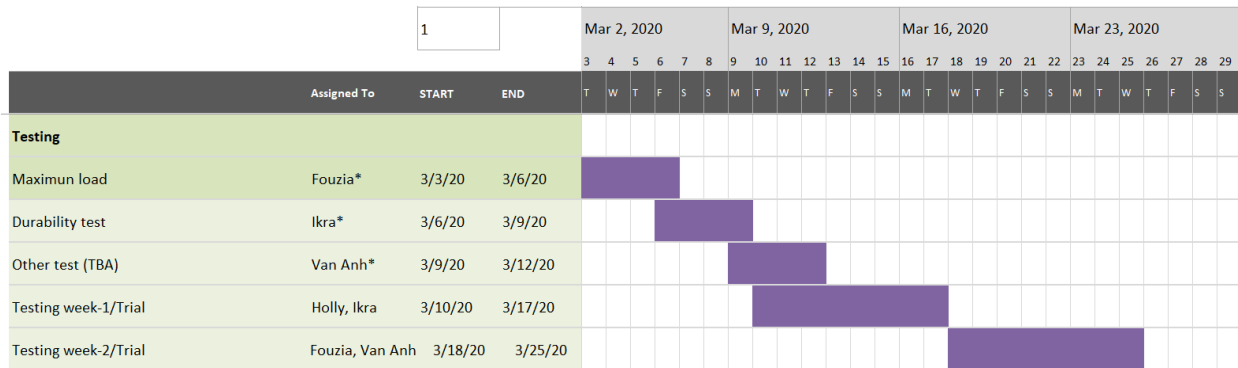 1 Mar 2, 2020 Mar 9, 2020 Mar 16, 2020 Mar 23, 2020
3 4 5 6 7 8 9 10 11 12 13 14 15 16 17 18 19 20 21 22 23 24 25 26 27 28 29
Assigned To START END T W T F S S M T W T F S S M T W T F S S M T W T F S S
Testing
Maximun load Fouzia* 3/3/20 3/6/20
Durability test Ikra* 3/6/20 3/9/20
Other test (TBA) Van Anh* 3/9/20 3/12/20
Testing week-1/Trial Holly, Ikra 3/10/20 3/17/20
Testing week-2/Trial Fouzia, Van Anh 3/18/20 3/25/20